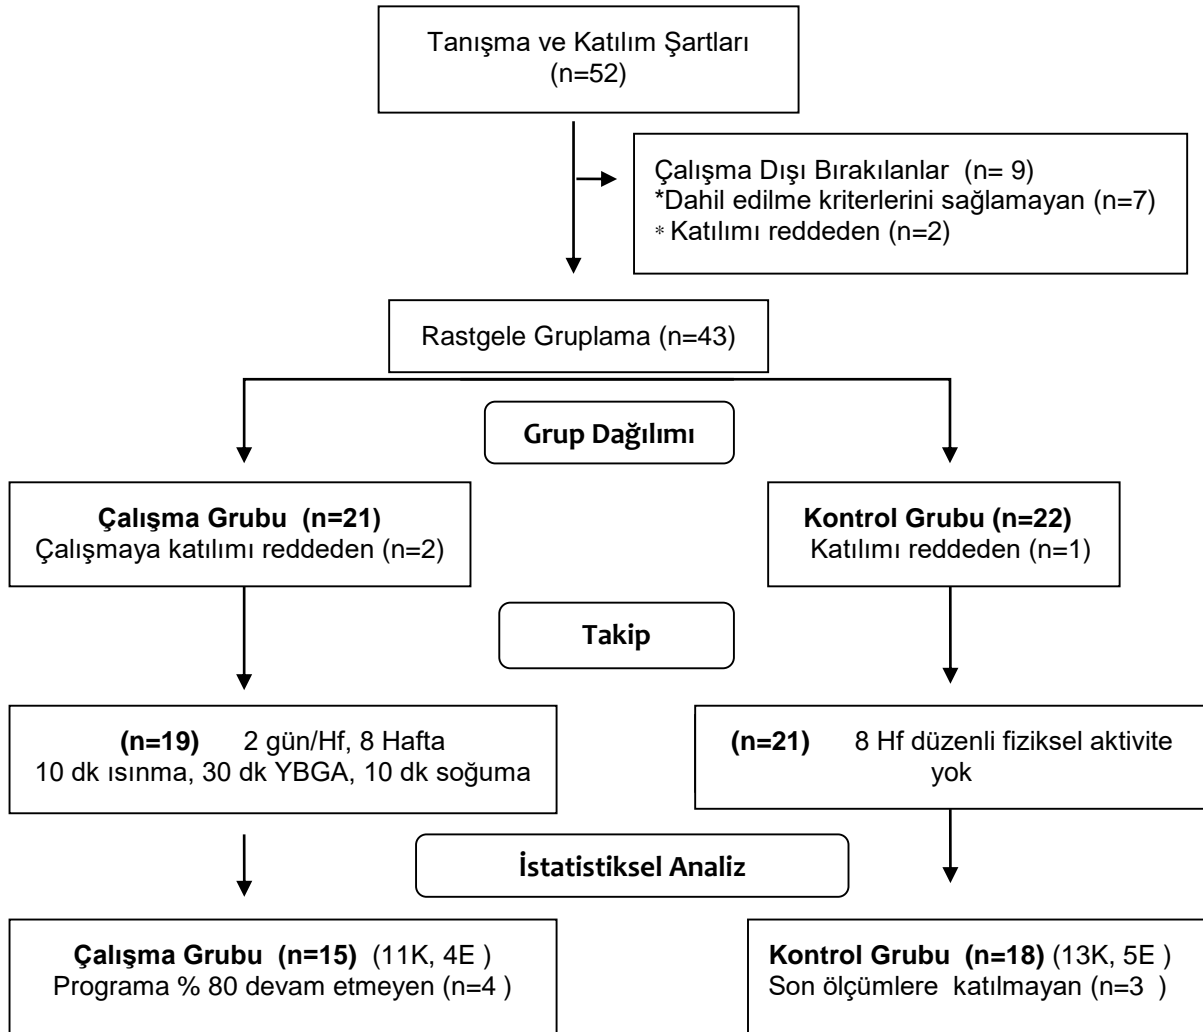 Tanışma ve Katılım Şartları
(n=52)
Çalışma Dışı Bırakılanlar (n= 9)
*Dahil edilme kriterlerini sağlamayan (n=7)
* Katılımı reddeden (n=2)
Rastgele Gruplama (n=43)
Grup Dağılımı
Çalışma Grubu (n=21)
Çalışmaya katılımı reddeden (n=2)
Kontrol Grubu (n=22)
Katılımı reddeden (n=1)
Takip
(n=19) 2 gün/Hf, 8 Hafta
10 dk ısınma, 30 dk YBGA, 10 dk soğuma
(n=21) 8 Hf düzenli fiziksel aktivite
yok
İstatistiksel Analiz
Çalışma Grubu (n=15) (11K, 4E )
Programa % 80 devam etmeyen (n=4 )
Kontrol Grubu (n=18) (13K, 5E )
Son ölçümlere katılmayan (n=3 )